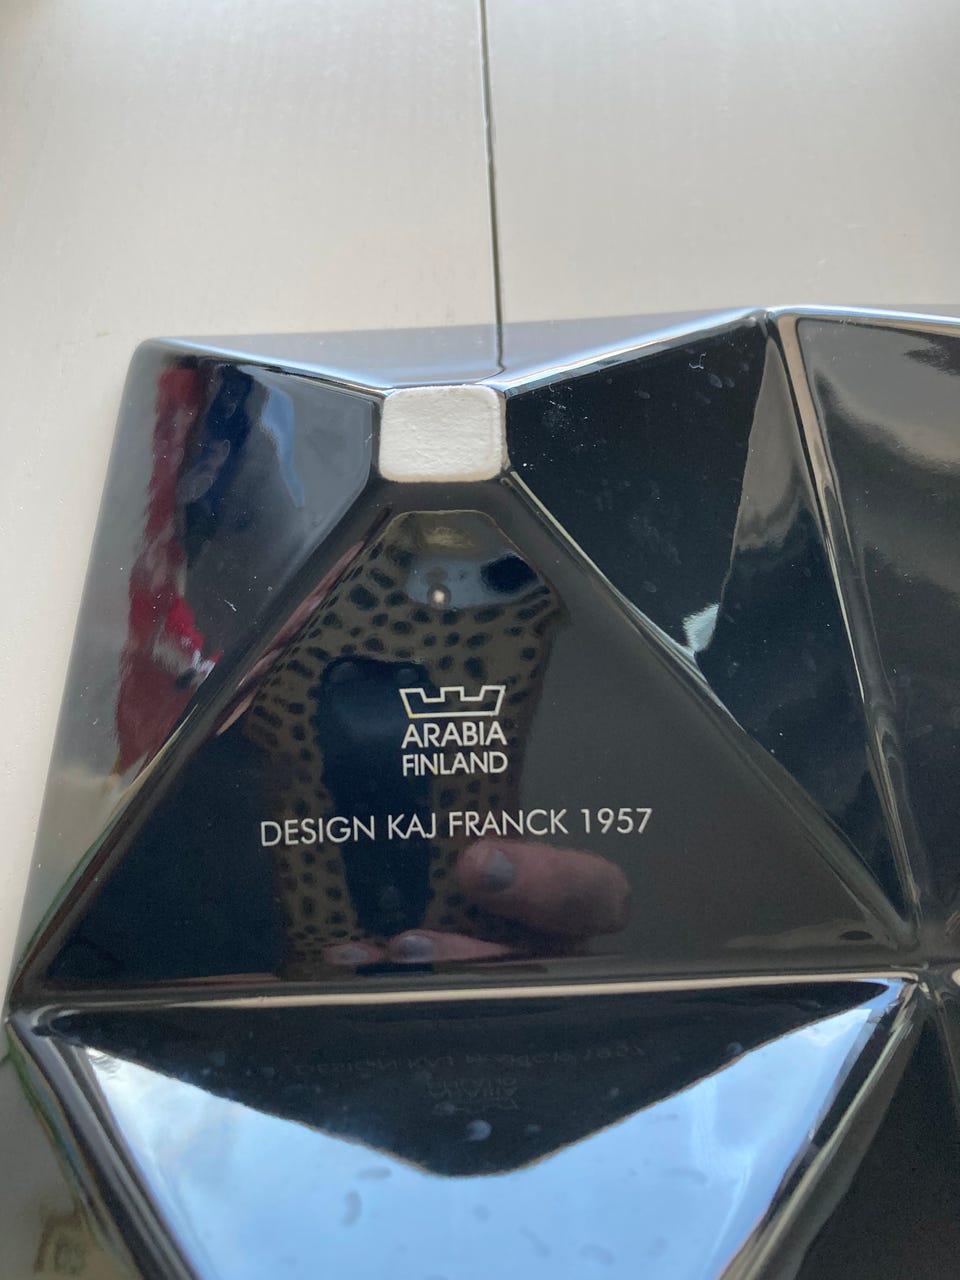 ARABIA
FINLAND
DESIGN KAJ FRANCK 1957